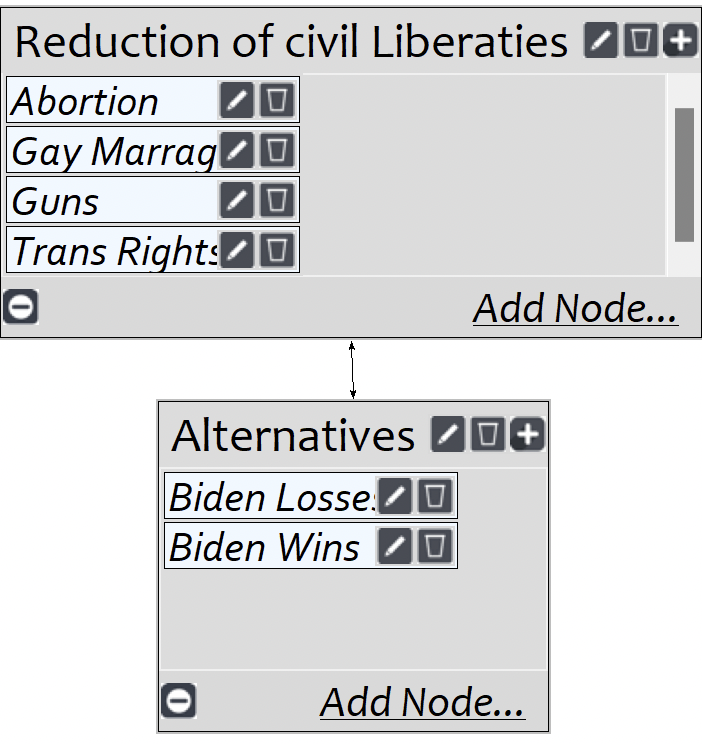 Reduction of civil Liberaties
Abortion
Gay Marrag
Guns
Trans Rights
Add Node...
Alternatives
Biden Losses
Biden Wins
Add Node...